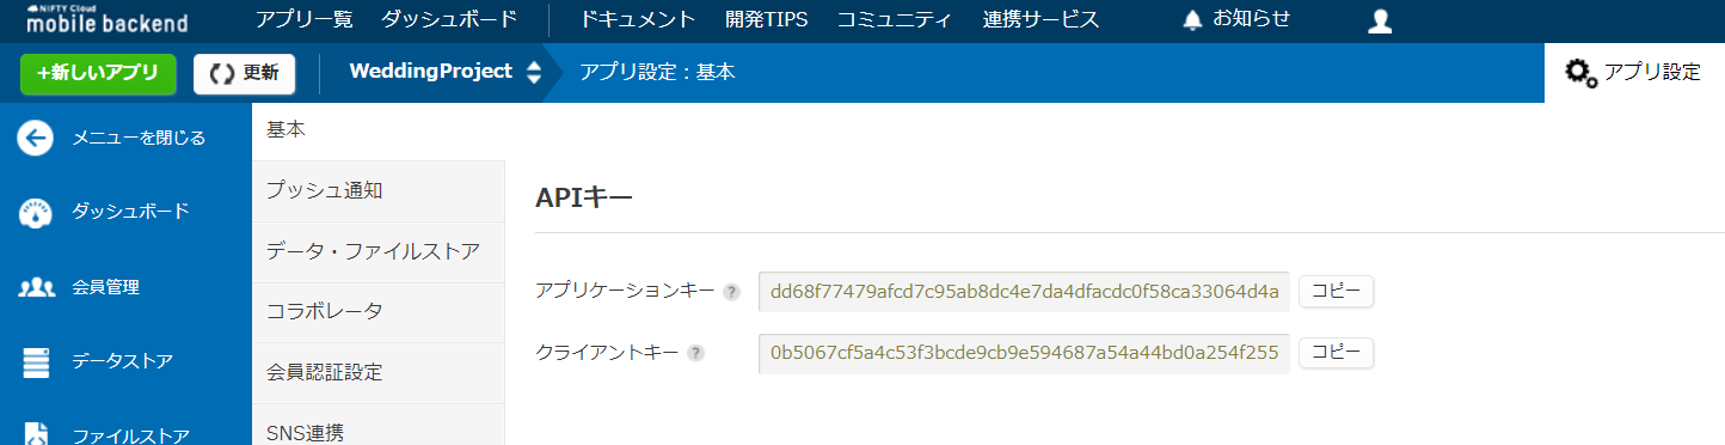 NIFTY Cloud
mobile backend
アプリ一覧 ダッシュボード ドキュメント 開発TIPS コミュニティ 連携サービス お知らせ
+新しいアプリ 更新 WeddingProject アプリ設定：基本 アプリ設定
メニューを閉じる
ダッシュボード
会員管理
データストア
ファイルストア
基本
プッシュ通知
データ・ファイルストア
コラボレータ
会員認証設定
SNS連携
APIキー
アプリケーションキー ? dd68f77479afcd7c95ab8dc4e7da4dfacdc0f58ca33064d4a コピー
クライアントキー ? 0b5067cf5a4c53f3bcde9cb9e594687a54a44bd0a254f255 コピー